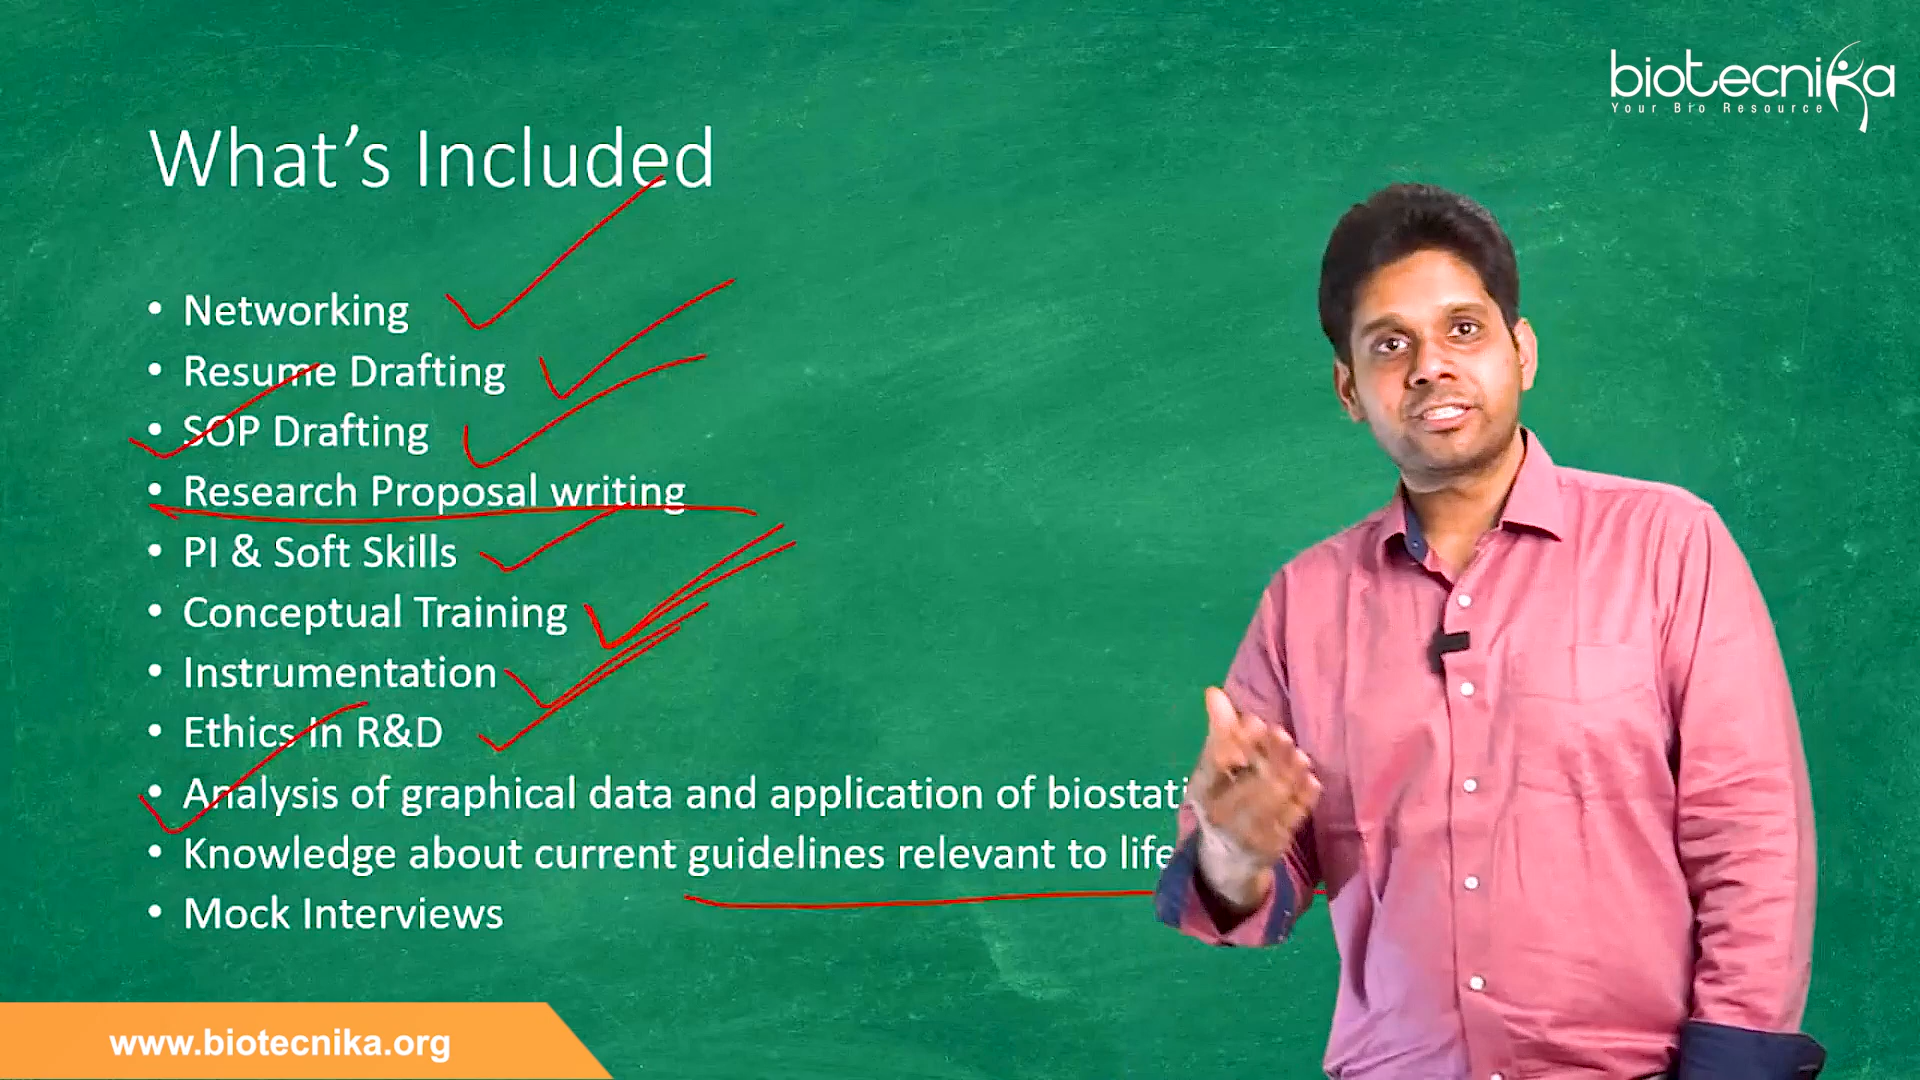 biotecnika
Your Bio Resource
What's Included
• Networking
• Resume Drafting
• SOP Drafting
• Research Proposal writing
• PI & Soft Skills
• Conceptual Training
• Instrumentation
• Ethics In R&D
• Analysis of graphical data and application of
• Knowledge about current guidelines relevant to life
• Mock Interviews
www.biotecnika.org